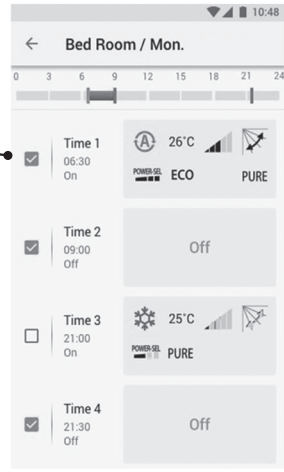 10:48
Bed Room / Mon.
0 3 6 9 12 15 18 21 24
Time 1
06:30
On
A 26°C
POWER-SEL ECO PURE
Time 2
09:00
Off
Off
Time 3
21:00
On
25°C
POWER-SEL PURE
Time 4
21:30
Off
Off